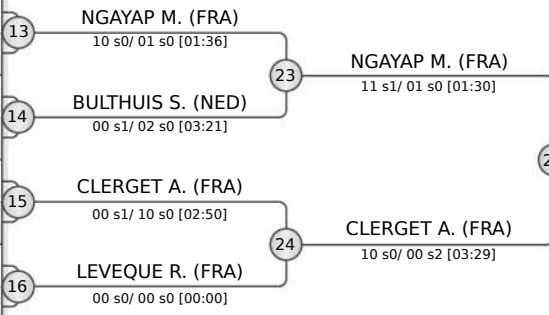 13
NGAYAP M. (FRA)
10 s0/ 01 s0 [01:36]
23
NGAYAP M. (FRA)
11 s1/ 01 s0 [01:30]
14
BULTHUIS S. (NED)
00 s1/ 02 s0 [03:21]
15
CLERGET A. (FRA)
00 s1/ 10 s0 [02:50]
24
CLERGET A. (FRA)
10 s0/ 00 s2 [03:29]
16
LEVEQUE R. (FRA)
00 s0/ 00 s0 [00:00]